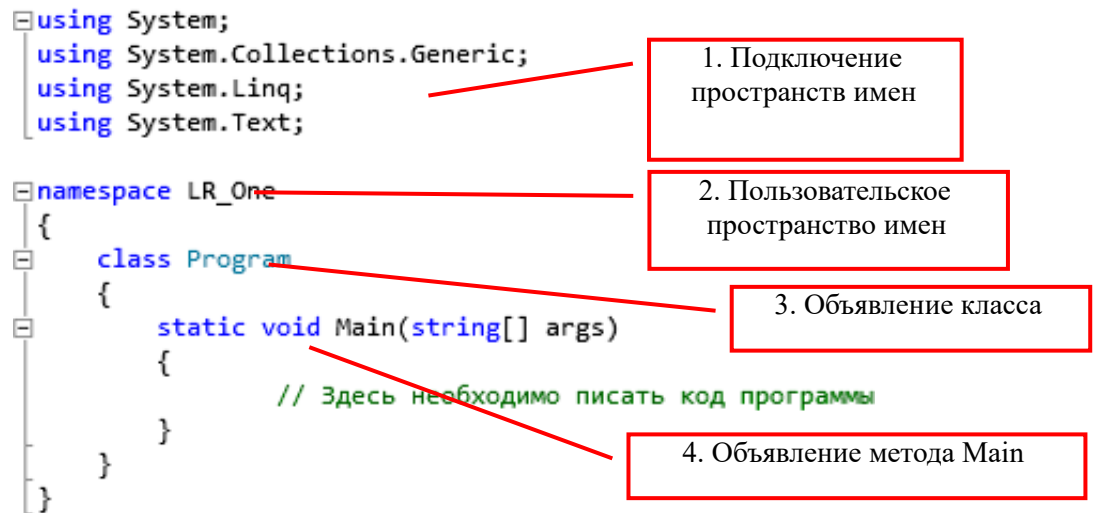 using System;
using System.Collections.Generic;
using System.Linq;
using System.Text;
1. Подключение
пространств имен
namespace LR_One
2. Пользовательское
пространство имен
{
class Program
3. Объявление класса
{
static void Main(string[] args)
{
// Здесь необходимо писать код программы
}
4. Объявление метода Main
}
}